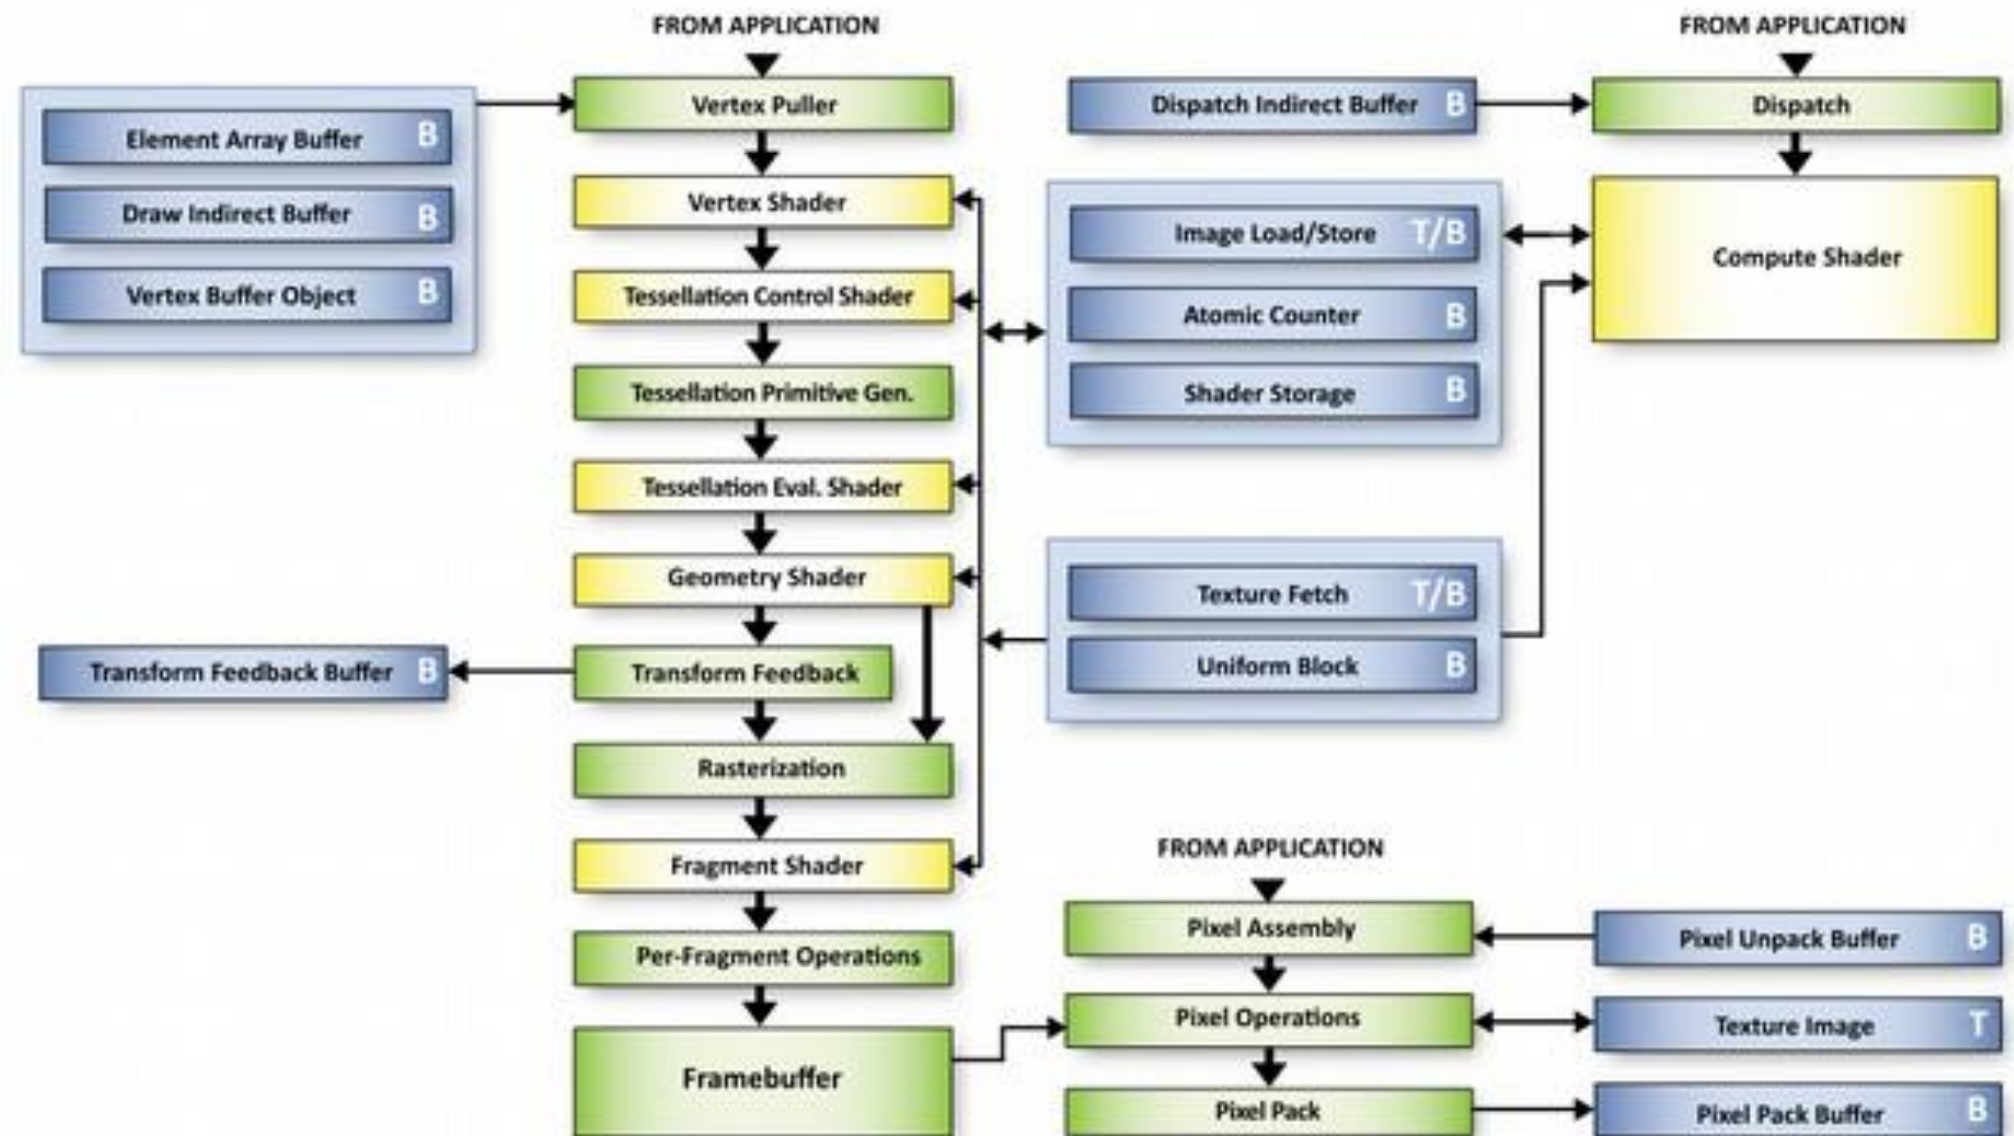 FROM APPLICATION
Element Array Buffer B
Draw Indirect Buffer B
Vertex Buffer Object B
Vertex Puller
Vertex Shader
Tessellation Control Shader
Tessellation Primitive Gen.
Tessellation Eval. Shader
Geometry Shader
Transform Feedback Buffer B
Transform Feedback
Rasterization
Fragment Shader
Per-Fragment Operations
Framebuffer
FROM APPLICATION
Dispatch Indirect Buffer B
Dispatch
Image Load/Store T/B
Atomic Counter B
Shader Storage B
Compute Shader
Texture Fetch T/B
Uniform Block B
FROM APPLICATION
Pixel Assembly
Pixel Unpack Buffer B
Pixel Operations
Texture Image T
Pixel Pack
Pixel Pack Buffer B